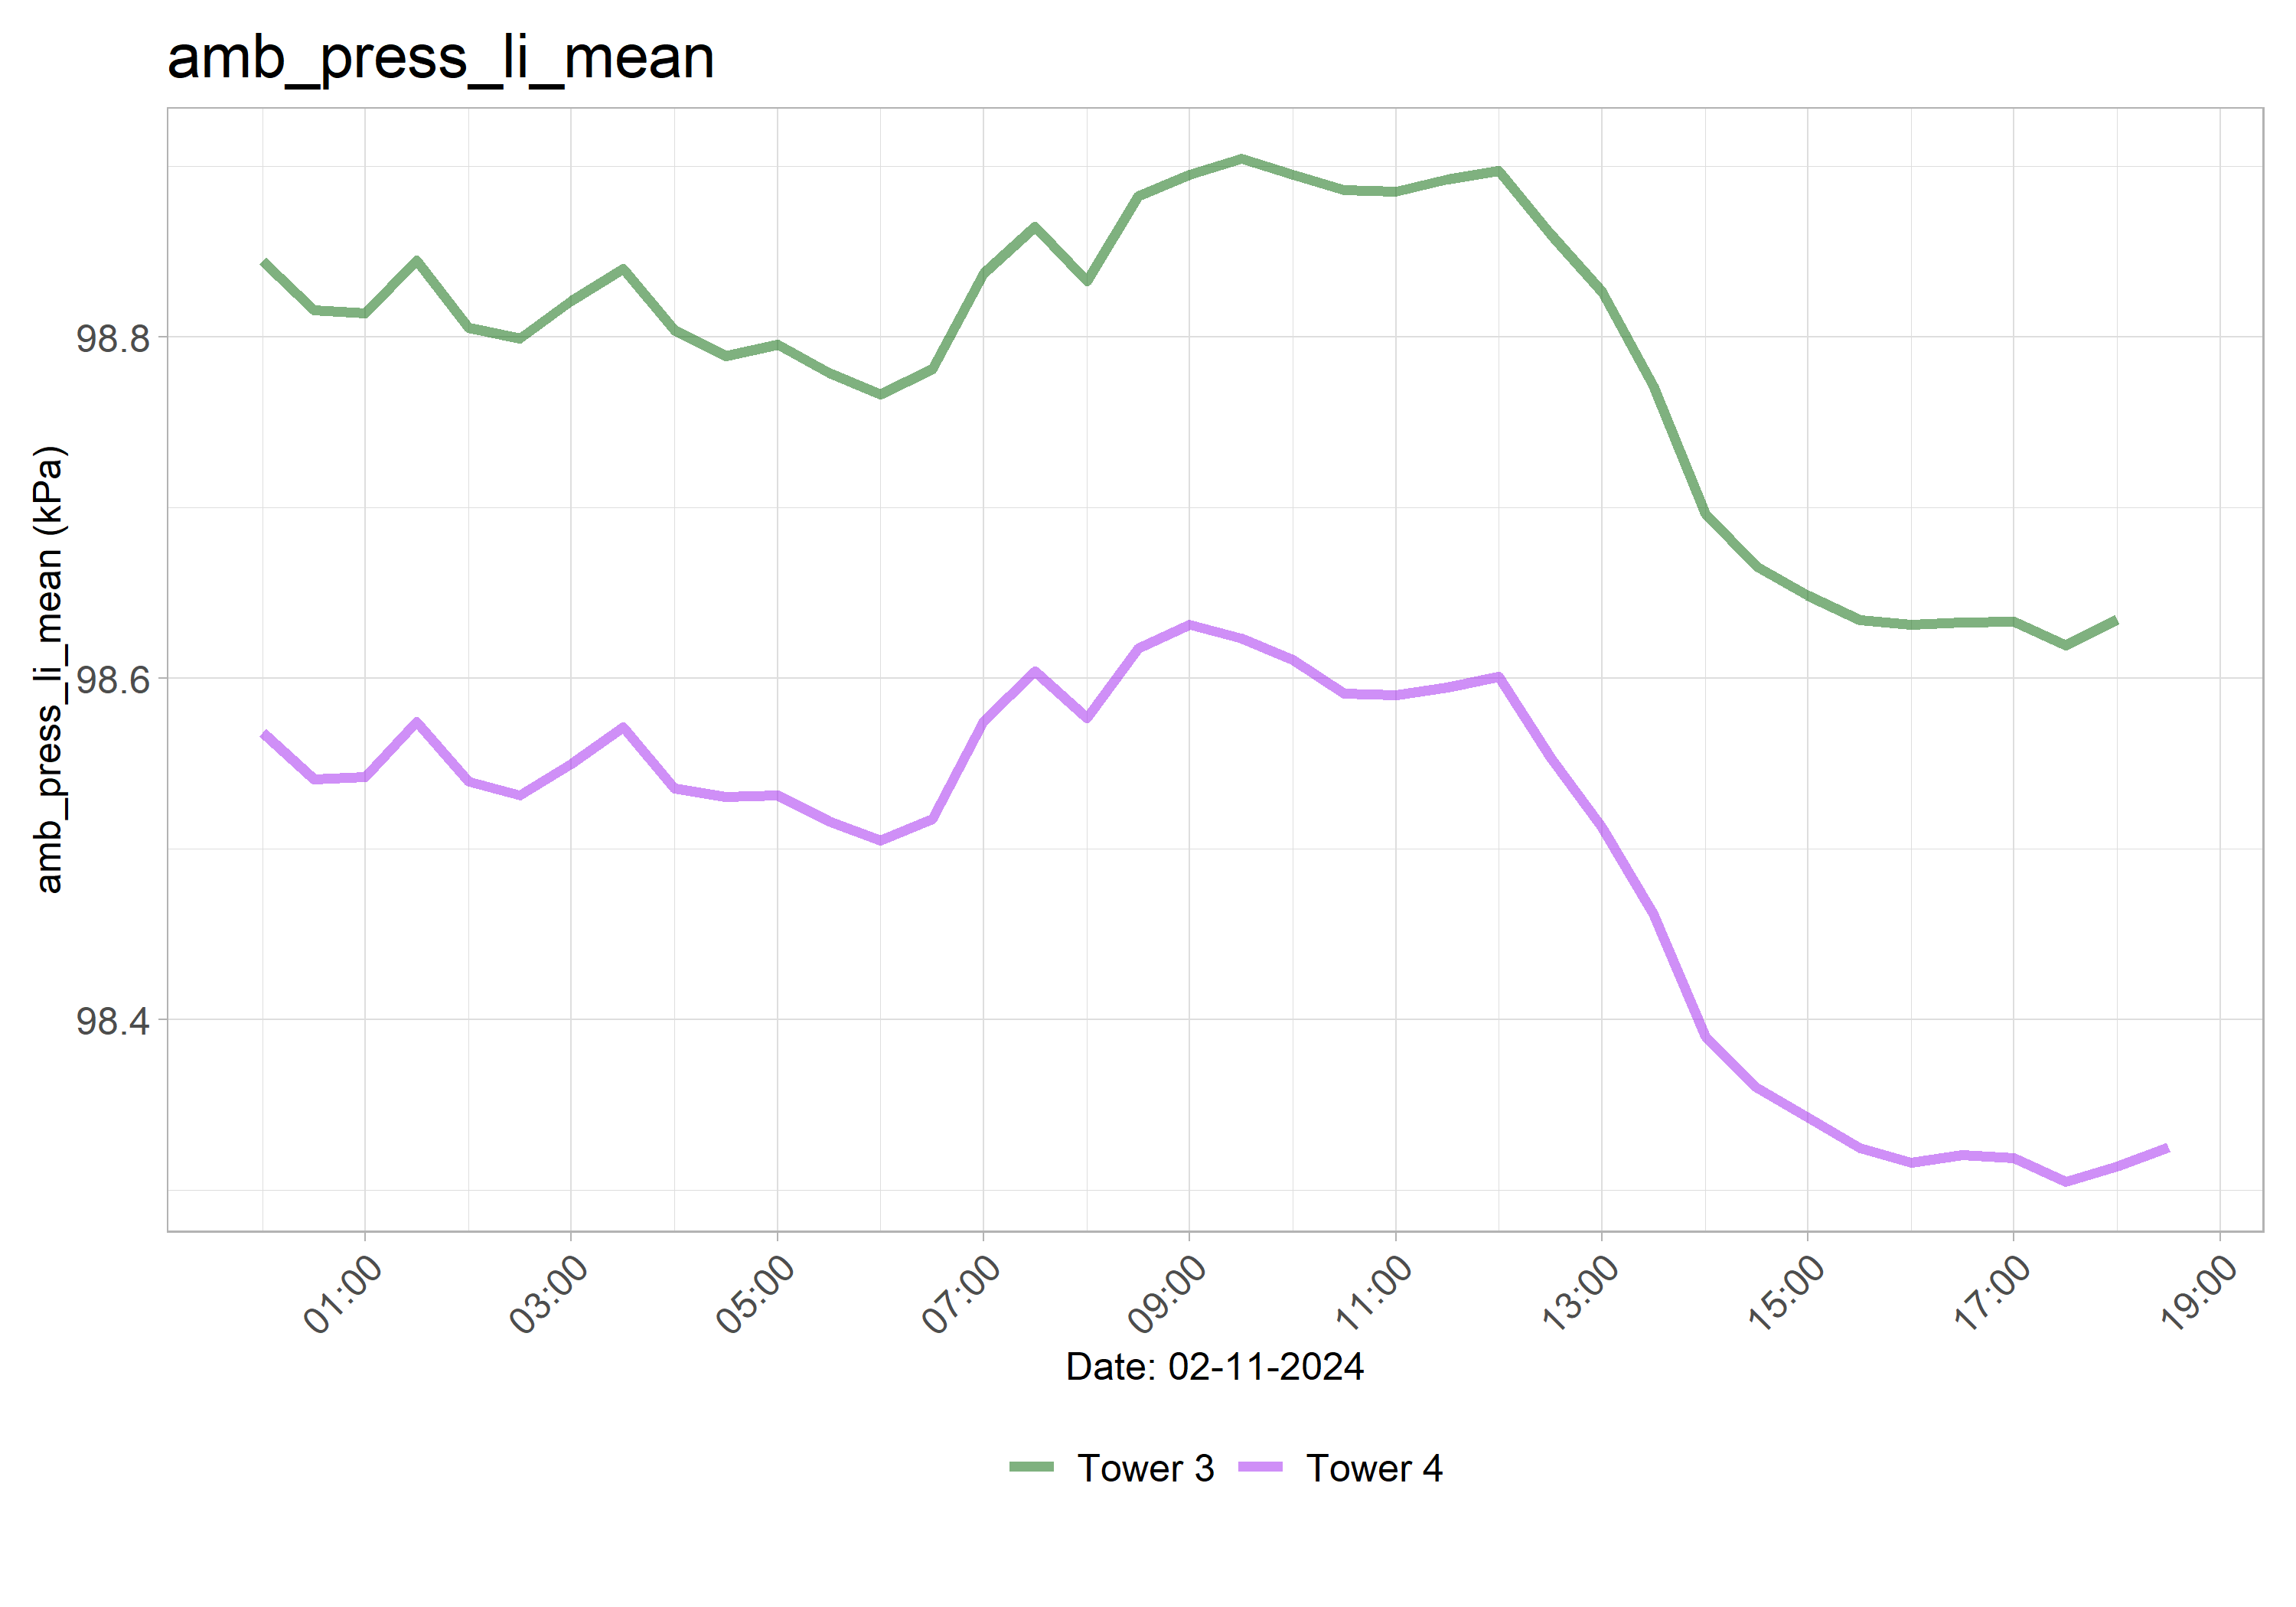 amb_press_li_mean
amb_press_li_mean (kPa)
98.8
98.6
98.4
01:00
03:00
05:00
07:00
09:00
11:00
13:00
15:00
17:00
19:00
Date: 02-11-2024
Tower 3
Tower 4